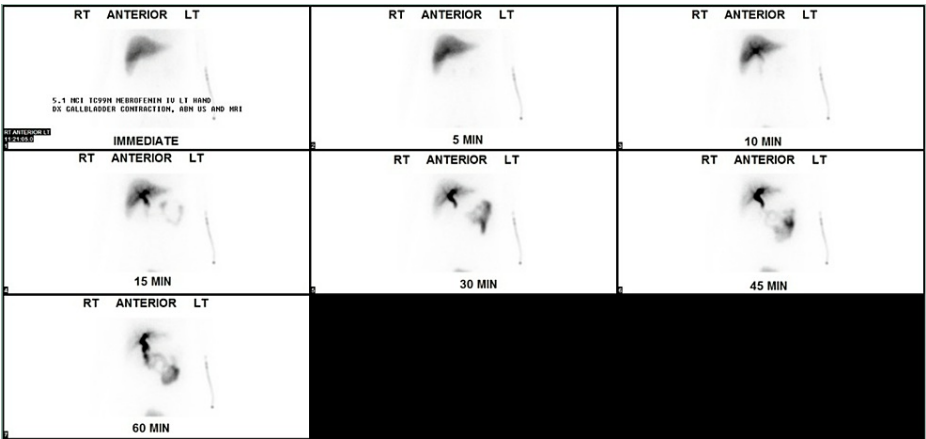 RT ANTERIOR LT
5.1 MCI TC99M MEBROFENIN IV LT HAND
DX GALLBLADDER CONTRACTION, ABN US AND MRI
RT ANTERIOR LT
IMMEDIATE
RT ANTERIOR LT
5 MIN
RT ANTERIOR LT
10 MIN
RT ANTERIOR LT
15 MIN
RT ANTERIOR LT
30 MIN
RT ANTERIOR LT
45 MIN
RT ANTERIOR LT
60 MIN